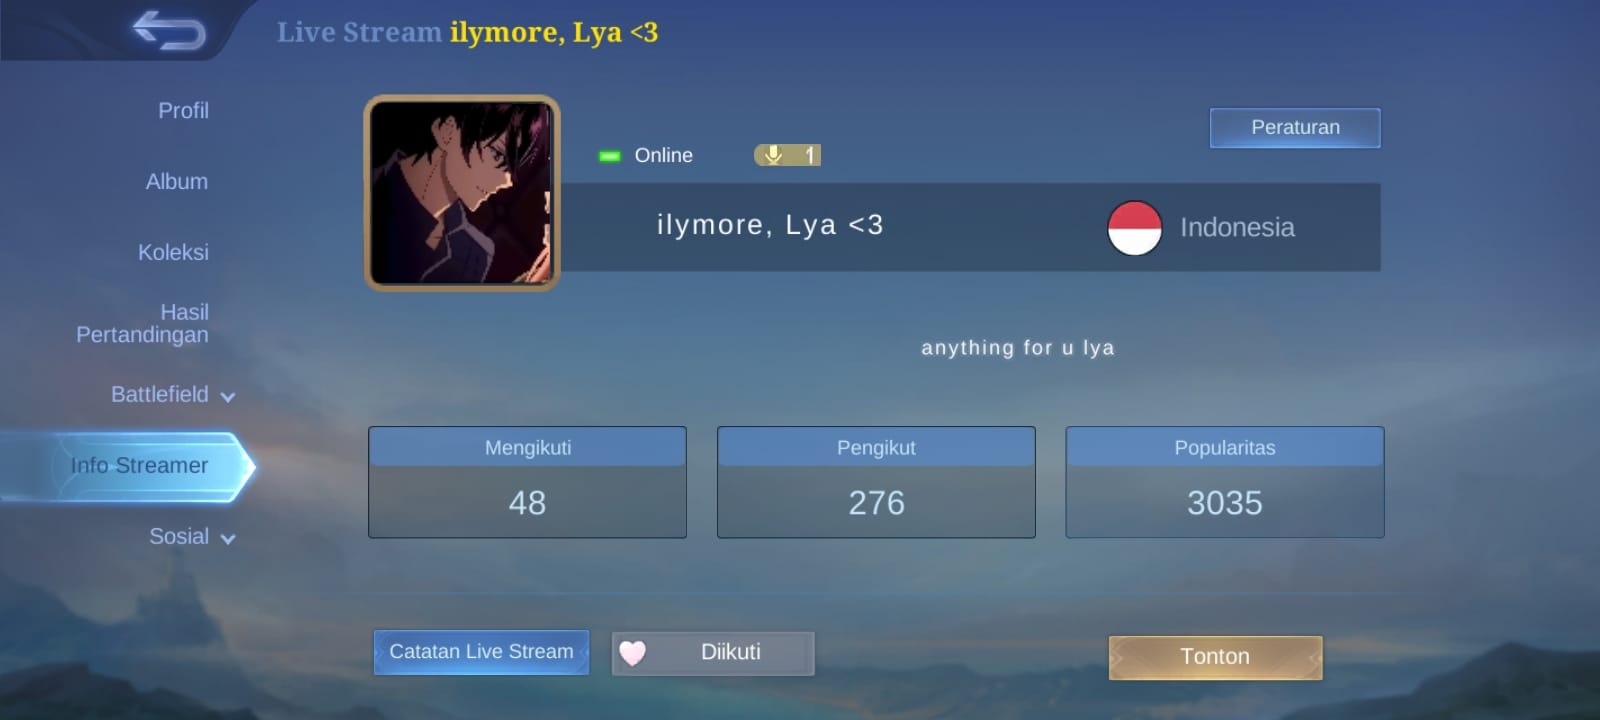 Live Stream ilymore, Lya <3
Profil
Album
Koleksi
Hasil
Pertandingan
Battlefield
Info Streamer
Sosial
Online
1
Peraturan
ilymore, Lya <3
Indonesia
anything for u lya
Mengikuti
48
Pengikut
276
Popularitas
3035
Catatan Live Stream
Diikuti
Tonton